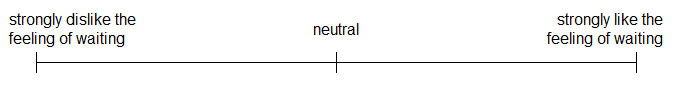 strongly dislike the
feeling of waiting
neutral
strongly like the
feeling of waiting